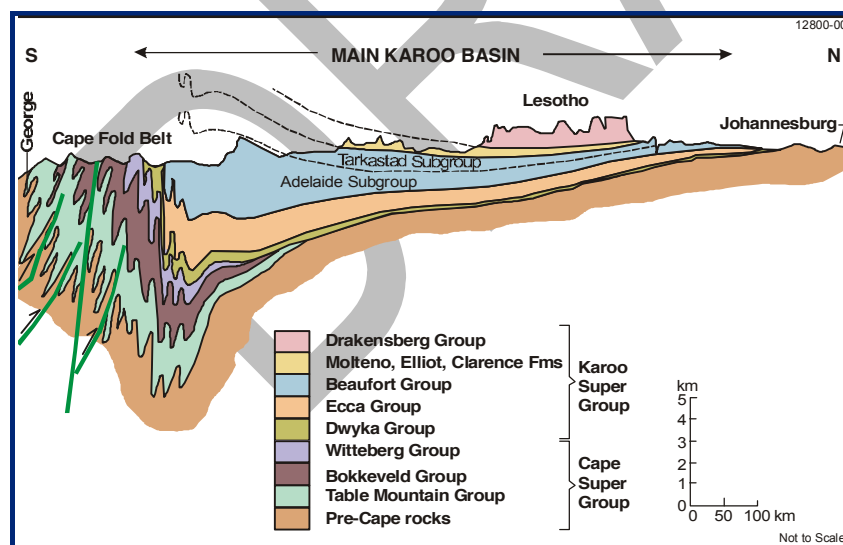 12800-00
S
MAIN KAROO BASIN
N
Lesotho
George
Cape Fold Belt
Johannesburg
Tarkastad Subgroup
Adelaide Subgroup
Drakensberg Group
Molteno, Elliot, Clarence Fms
Beaufort Group
Ecca Group
Dwyka Group
Witteberg Group
Bokkeveld Group
Table Mountain Group
Pre-Cape rocks
Karoo
Super
Group
Cape
Super
Group
km
5
4
3
2
1
0
0 50 100 km
Not to Scale